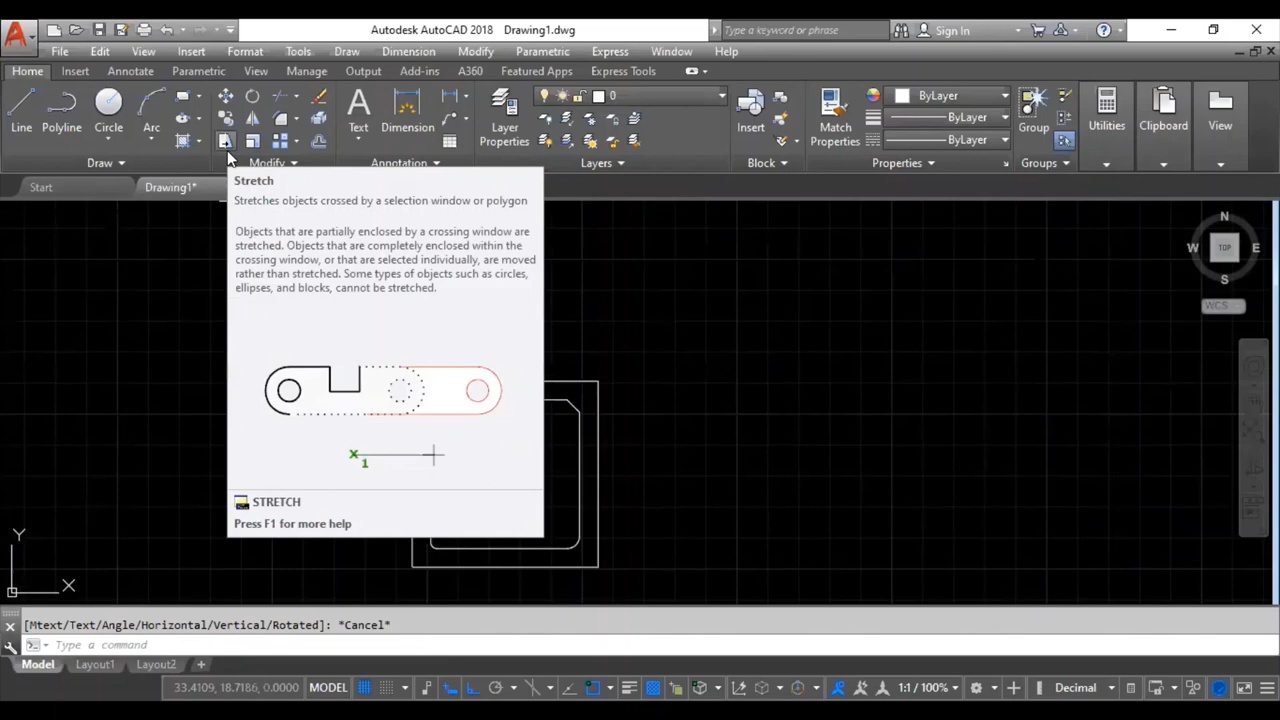 Autodesk AutoCAD 2018 Drawing1.dwg
Type a keyword or phrase
Sign In
File Edit View Insert Format Tools Draw Dimension Modify Parametric Express Window Help
Home Insert Annotate Parametric View Manage Output Add-ins A360 Featured Apps Express Tools
0
ByLayer
ByLayer
ByLayer
Line Polyline Circle Arc
Text Dimension
Layer Properties
Insert
Match Properties
Group
Utilities Clipboard View
Draw Modify Annotation Layers Block Properties Groups
Start Drawing1*
Stretch
Stretches objects crossed by a selection window or polygon
Objects that are partially enclosed by a crossing window are
stretched. Objects that are completely enclosed within the
crossing window, or that are selected individually, are moved
rather than stretched. Some types of objects such as circles,
ellipses, and blocks, cannot be stretched.
1
STRETCH
Press F1 for more help
N
W TOP E
S
WCS
Y
X
[Mtext/Text/Angle/Horizontal/Vertical/Rotated]: *Cancel*
Type a command
Model Layout1 Layout2 +
33.4109, 18.7186, 0.0000 MODEL 1:1 / 100% Decimal